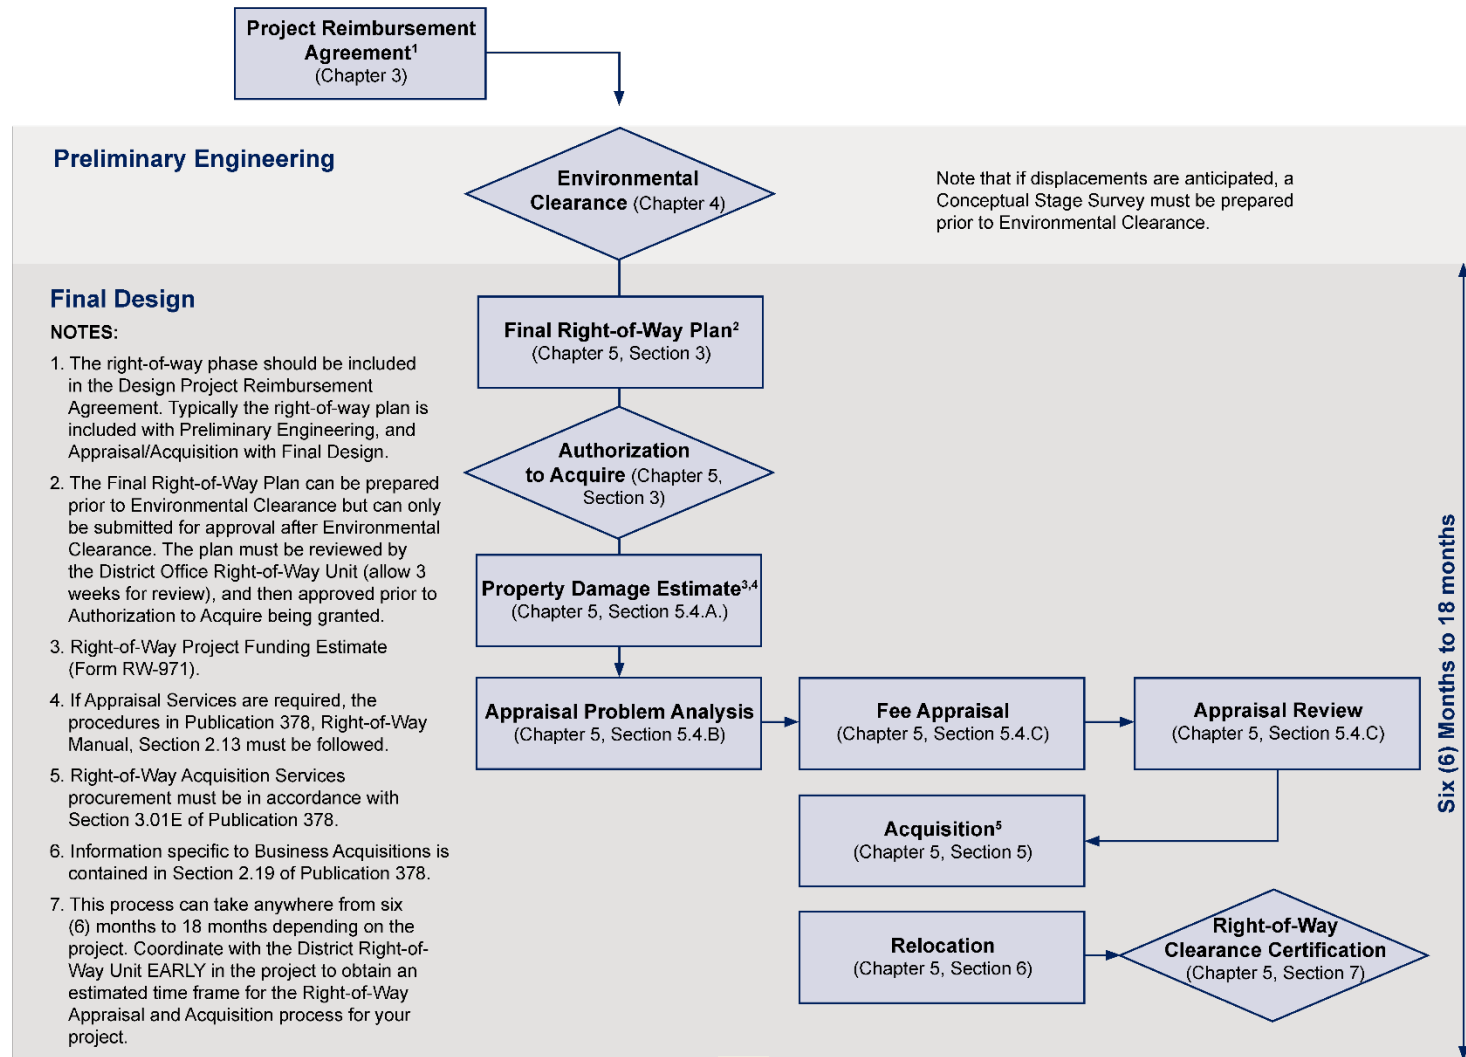 Project Reimbursement
Agreement¹
(Chapter 3)
Preliminary Engineering
Environmental
Clearance (Chapter 4)
Note that if displacements are anticipated, a
Conceptual Stage Survey must be prepared
prior to Environmental Clearance.
Final Design
NOTES:
1. The right-of-way phase should be included
in the Design Project Reimbursement
Agreement. Typically the right-of-way plan is
included with Preliminary Engineering, and
Appraisal/Acquisition with Final Design.
2. The Final Right-of-Way Plan can be prepared
prior to Environmental Clearance but can only
be submitted for approval after Environmental
Clearance. The plan must be reviewed by
the District Office Right-of-Way Unit (allow 3
weeks for review), and then approved prior to
Authorization to Acquire being granted.
3. Right-of-Way Project Funding Estimate
(Form RW-971).
4. If Appraisal Services are required, the
procedures in Publication 378, Right-of-Way
Manual, Section 2.13 must be followed.
5. Right-of-Way Acquisition Services
procurement must be in accordance with
Section 3.01E of Publication 378.
6. Information specific to Business Acquisitions is
contained in Section 2.19 of Publication 378.
7. This process can take anywhere from six
(6) months to 18 months depending on the
project. Coordinate with the District Right-of-
Way Unit EARLY in the project to obtain an
estimated time frame for the Right-of-Way
Appraisal and Acquisition process for your
project.
Final Right-of-Way Plan²
(Chapter 5, Section 3)
Authorization
to Acquire (Chapter 5,
Section 3)
Property Damage Estimate³,⁴
(Chapter 5, Section 5.4.A.)
Appraisal Problem Analysis
(Chapter 5, Section 5.4.B)
Fee Appraisal
(Chapter 5, Section 5.4.C)
Appraisal Review
(Chapter 5, Section 5.4.C)
Acquisition⁵
(Chapter 5, Section 5)
Relocation
(Chapter 5, Section 6)
Right-of-Way
Clearance Certification
(Chapter 5, Section 7)
Six (6) Months to 18 months